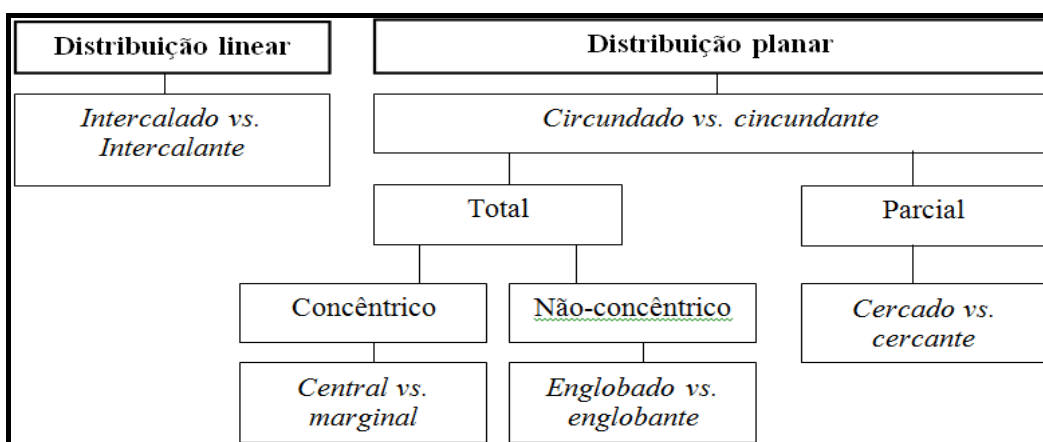 Distribuição linear
Distribuição planar
Intercalado vs.
Intercalante
Circundado vs. cincundante
Total
Parcial
Concêntrico
Não-concêntrico
Cercado vs.
cercante
Central vs.
marginal
Englobado vs.
englobante